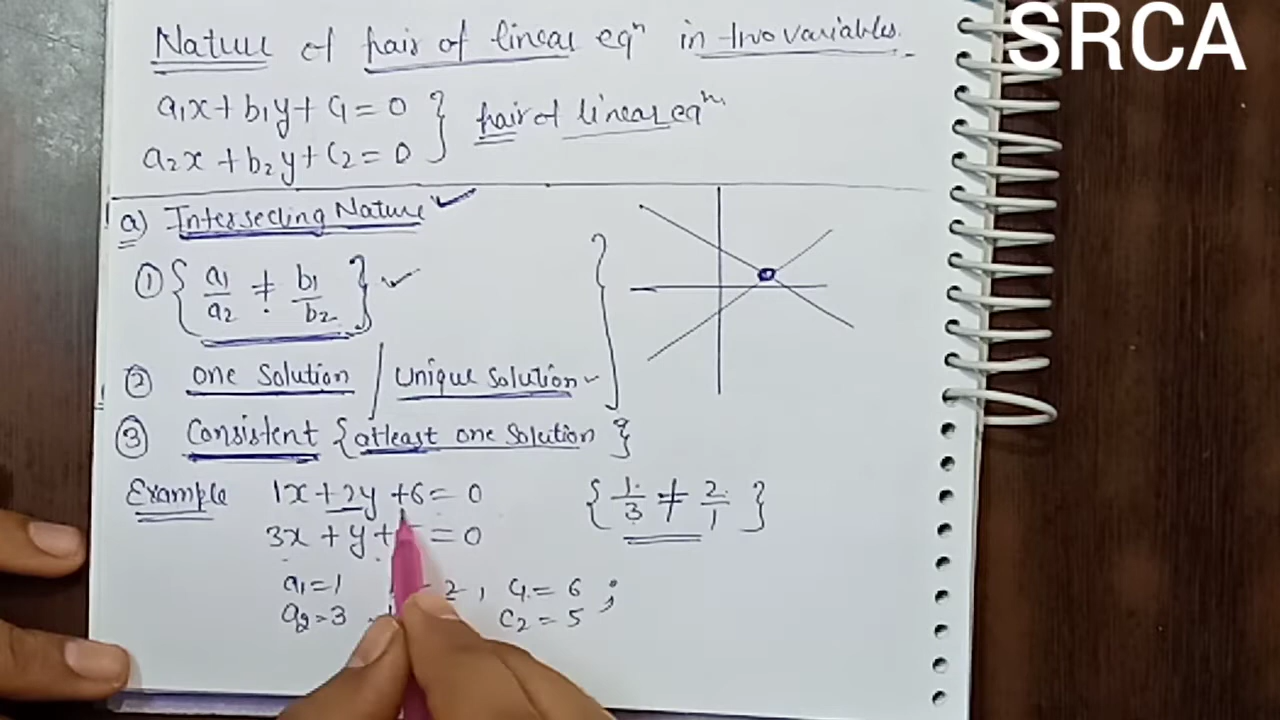 SRCA
Nature of pair of linear eqⁿ in two variables.
a₁x + b₁y + c₁ = 0 } pair of linear eqⁿ.
a₂x + b₂y + c₂ = 0
a) Intersecting Nature ✓
① { a₁/a₂ ≠ b₁/b₂ } ✓
② one solution / Unique solution
③ Consistent { atleast one solution }
Example 1x + 2y + 6 = 0 { 1/3 ≠ 2/1 }
3x + y + = 0
a₁ = 1 2 , c₁ = 6 ;
a₂ = 3 c₂ = 5